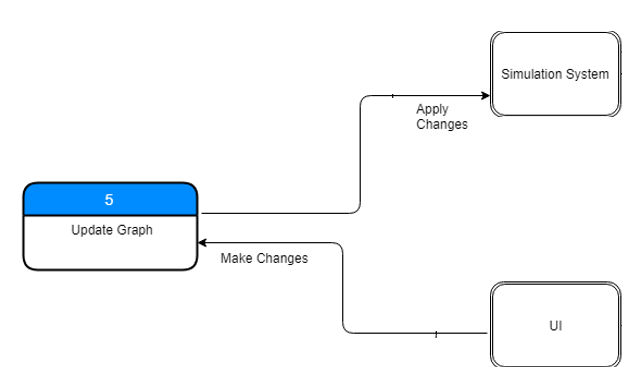 Simulation System
Apply
Changes
5
Update Graph
Make Changes
UI